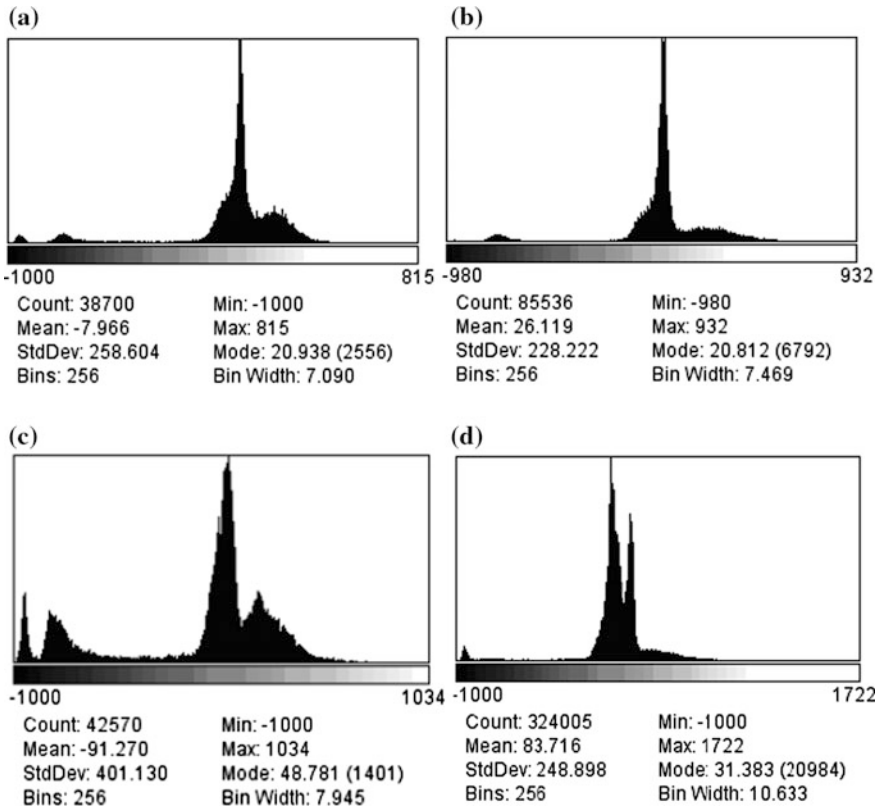 (a)
-1000 815
Count: 38700 Min: -1000
Mean: -7.966 Max: 815
StdDev: 258.604 Mode: 20.938 (2556)
Bins: 256 Bin Width: 7.090
(b)
-980 932
Count: 85536 Min: -980
Mean: 26.119 Max: 932
StdDev: 228.222 Mode: 20.812 (6792)
Bins: 256 Bin Width: 7.469
(c)
-1000 1034
Count: 42570 Min: -1000
Mean: -91.270 Max: 1034
StdDev: 401.130 Mode: 48.781 (1401)
Bins: 256 Bin Width: 7.945
(d)
-1000 1722
Count: 324005 Min: -1000
Mean: 83.716 Max: 1722
StdDev: 248.898 Mode: 31.383 (20984)
Bins: 256 Bin Width: 10.633